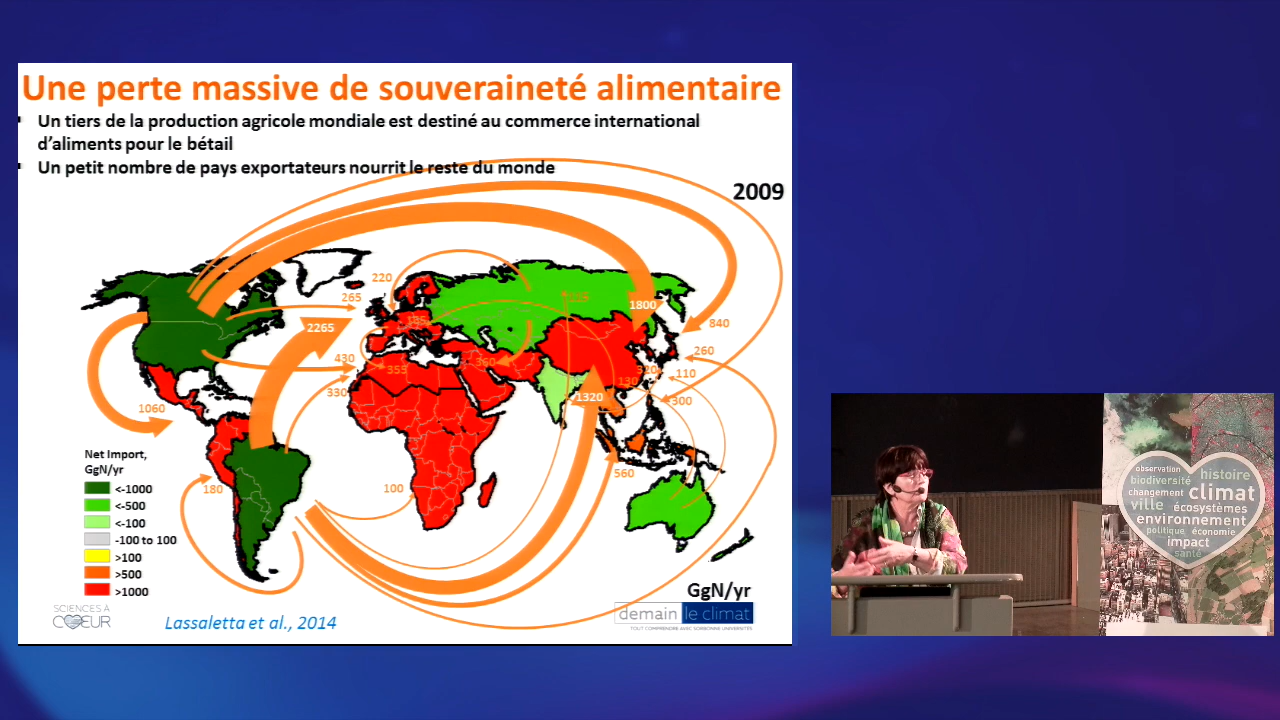 Une perte massive de souveraineté alimentaire
Un tiers de la production agricole mondiale est destiné au commerce international
d'aliments pour le bétail
Un petit nombre de pays exportateurs nourrit le reste du monde
2009
220
265
1800
2265
840
430
355
360
260
330
320
110
130
1060
1320
300
560
180
100
Net Import,
GgN/yr
<-1000
<-500
<-100
-100 to 100
>100
>500
>1000
GgN/yr
SCIENCES À
CŒUR
Lassaletta et al., 2014
demain le climat
TOUT COMPRENDRE AVEC SORBONNE UNIVERSITÉS
observation
histoire
biodiversité
changement
climat
ville
écosystèmes
environnement
politique économie
impact
santé